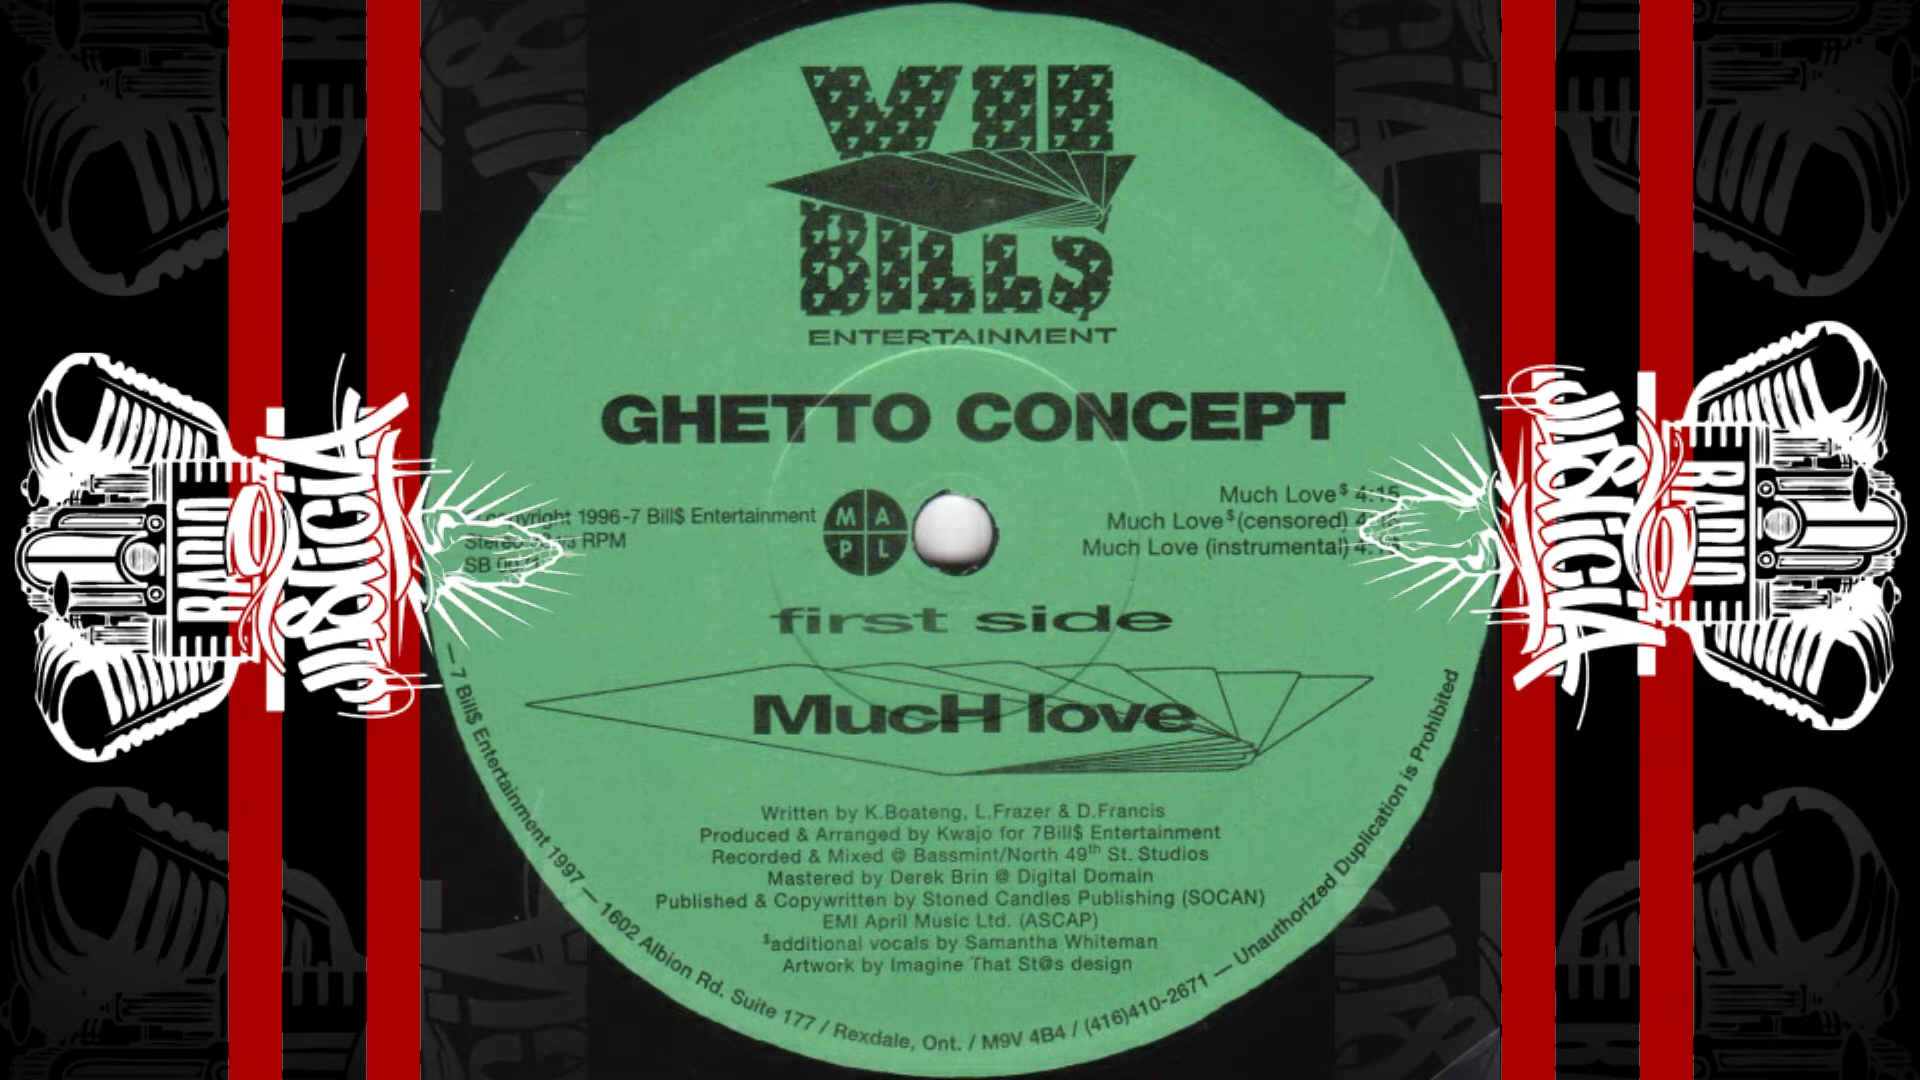 VII
BILL$
ENTERTAINMENT
GHETTO CONCEPT
1996-7 Bill$ Entertainment
RPM
SB
M A
P L
Much Love$ 4:15
Much Love$(censored)
Much Love (instrumental)
first side
MucH love
Written by K.Boateng, L.Frazer & D.Francis
Produced & Arranged by Kwajo for 7Bill$ Entertainment
Recorded & Mixed @ Bassmint/North 49th St. Studios
Mastered by Derek Brin @ Digital Domain
Published & Copywritten by Stoned Candles Publishing (SOCAN)
EMI April Music Ltd. (ASCAP)
$additional vocals by Samantha Whiteman
Artwork by Imagine That St@s design
— 7 Bill$ Entertainment 1997 — 1602 Albion Rd. Suite 177 / Rexdale, Ont. / M9V 4B4 / (416)410-2671 — Unauthorized Duplication is Prohibited
RADIO
RADIO